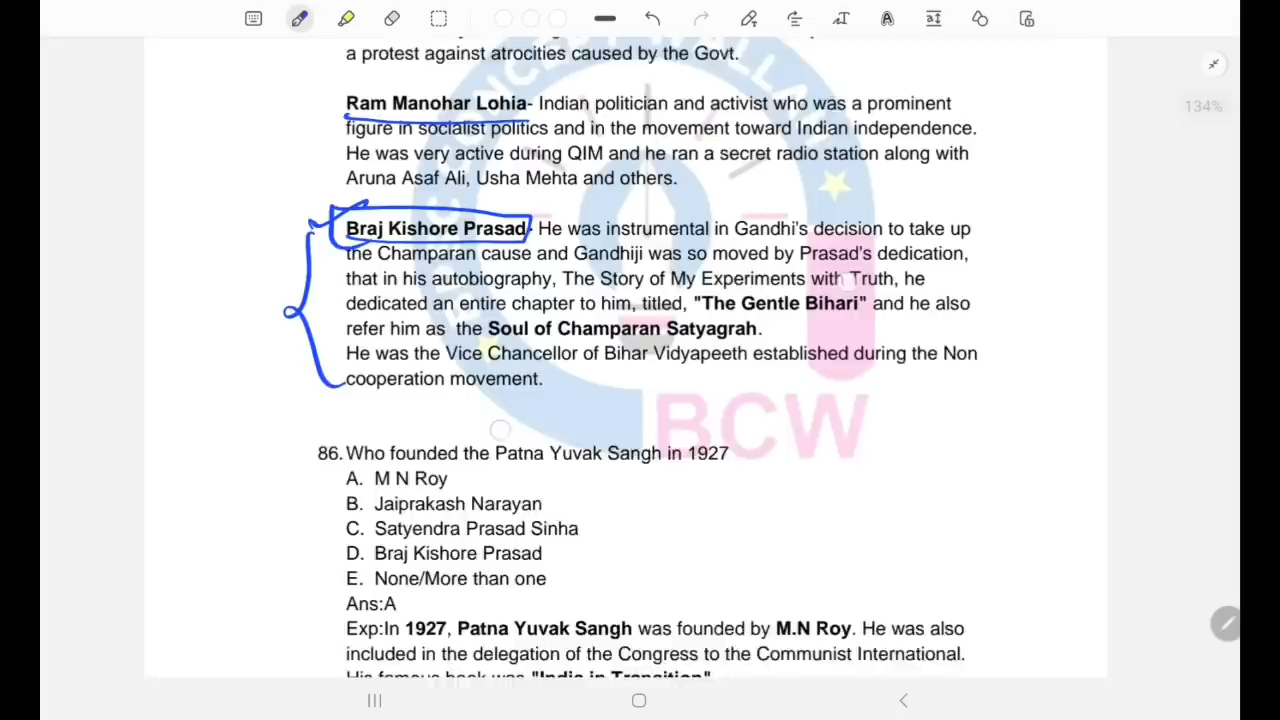 a protest against atrocities caused by the Govt.
134%
Ram Manohar Lohia- Indian politician and activist who was a prominent
figure in socialist politics and in the movement toward Indian independence.
He was very active during QIM and he ran a secret radio station along with
Aruna Asaf Ali, Usha Mehta and others.
Braj Kishore Prasad- He was instrumental in Gandhi's decision to take up
the Champaran cause and Gandhiji was so moved by Prasad's dedication,
that in his autobiography, The Story of My Experiments with Truth, he
dedicated an entire chapter to him, titled, "The Gentle Bihari" and he also
refer him as the Soul of Champaran Satyagrah.
He was the Vice Chancellor of Bihar Vidyapeeth established during the Non
cooperation movement.
BCW
86. Who founded the Patna Yuvak Sangh in 1927
A. M N Roy
B. Jaiprakash Narayan
C. Satyendra Prasad Sinha
D. Braj Kishore Prasad
E. None/More than one
Ans:A
Exp:In 1927, Patna Yuvak Sangh was founded by M.N Roy. He was also
included in the delegation of the Congress to the Communist International.
His famous book was "India in Transition"